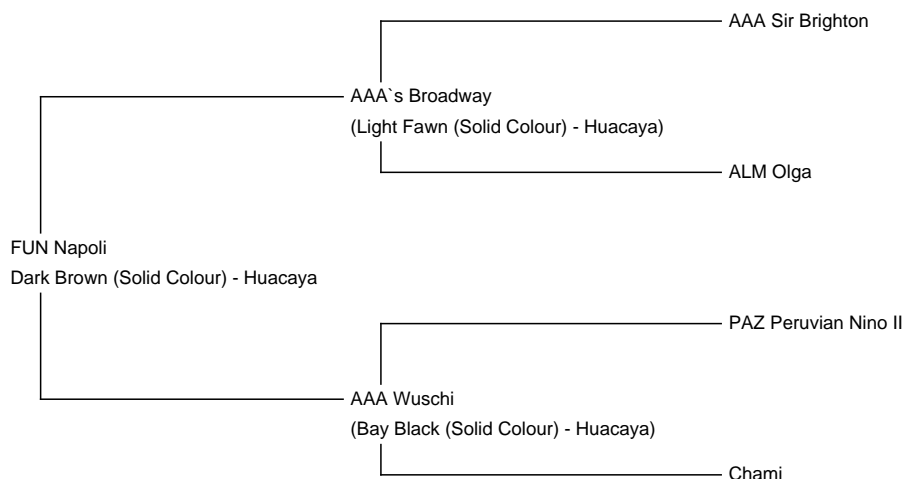 AAA Sir Brighton
AAA`s Broadway
(Light Fawn (Solid Colour) - Huacaya)
ALM Olga
FUN Napoli
Dark Brown (Solid Colour) - Huacaya
PAZ Peruvian Nino II
AAA Wuschi
(Bay Black (Solid Colour) - Huacaya)
Chami